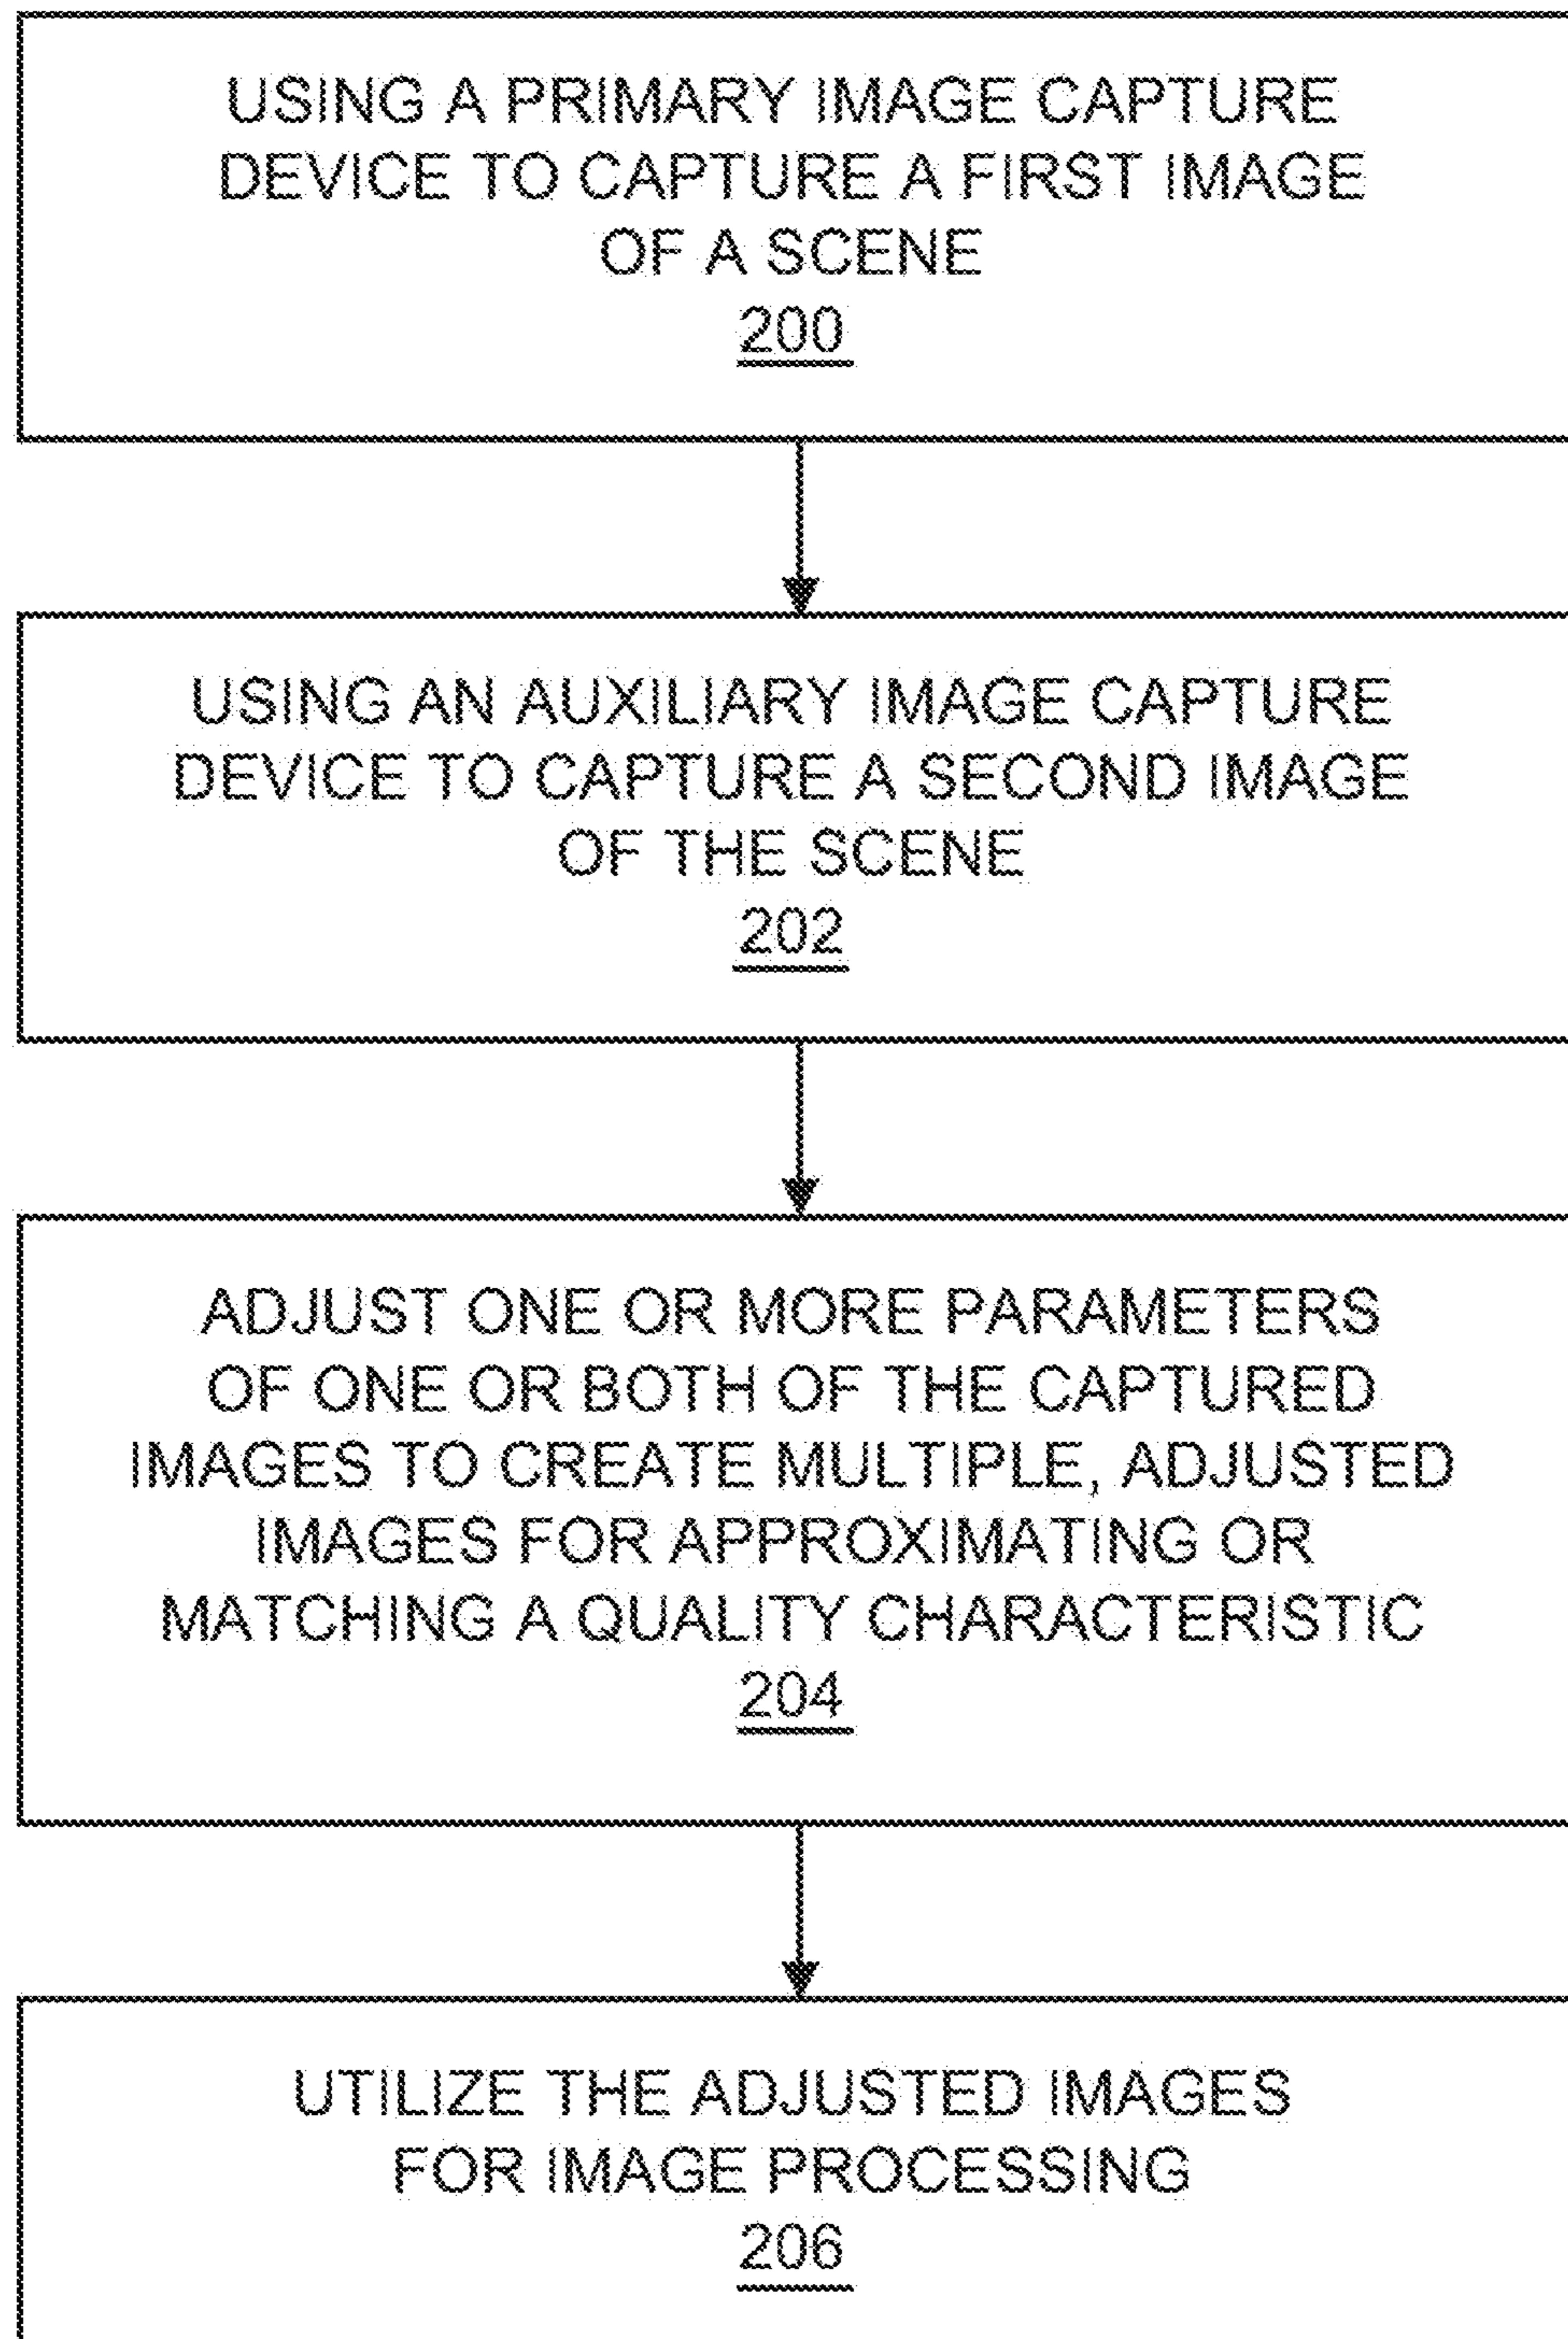 USING A PRIMARY IMAGE CAPTURE
DEVICE TO CAPTURE A FIRST IMAGE
OF A SCENE
200
USING AN AUXILIARY IMAGE CAPTURE
DEVICE TO CAPTURE A SECOND IMAGE
OF THE SCENE
202
ADJUST ONE OR MORE PARAMETERS
OF ONE OR BOTH OF THE CAPTURED
IMAGES TO CREATE MULTIPLE, ADJUSTED
IMAGES FOR APPROXIMATING OR
MATCHING A QUALITY CHARACTERISTIC
204
UTILIZE THE ADJUSTED IMAGES
FOR IMAGE PROCESSING
206